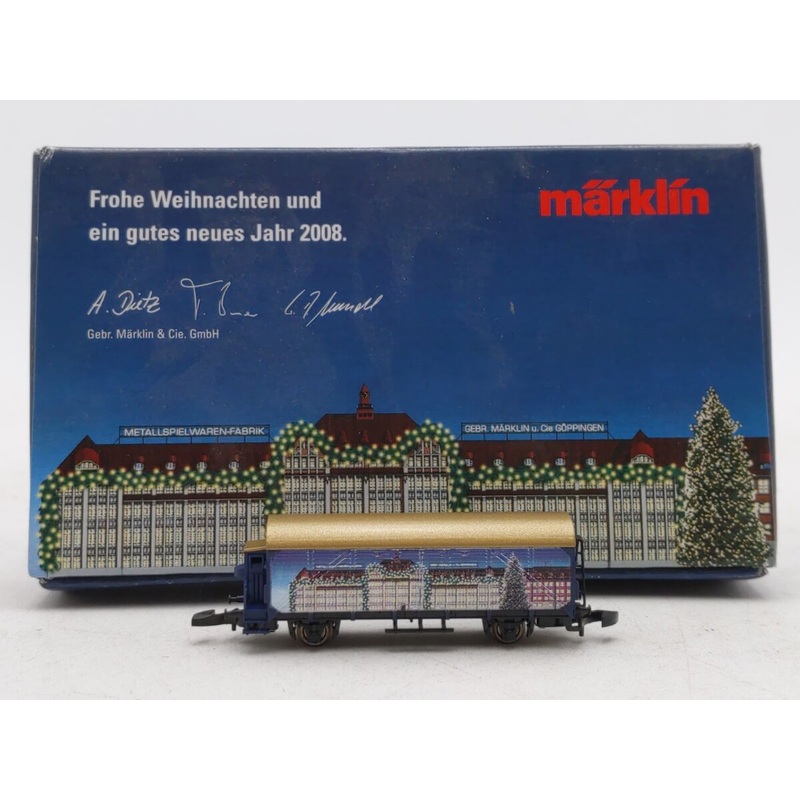 Frohe Weihnachten und
ein gutes neues Jahr 2008.
märklin
A. Dietz
Gebr. Märklin & Cie. GmbH
METALLSPIELWAREN-FABRIK
GEBR. MÄRKLIN u. Cie GÖPPINGEN